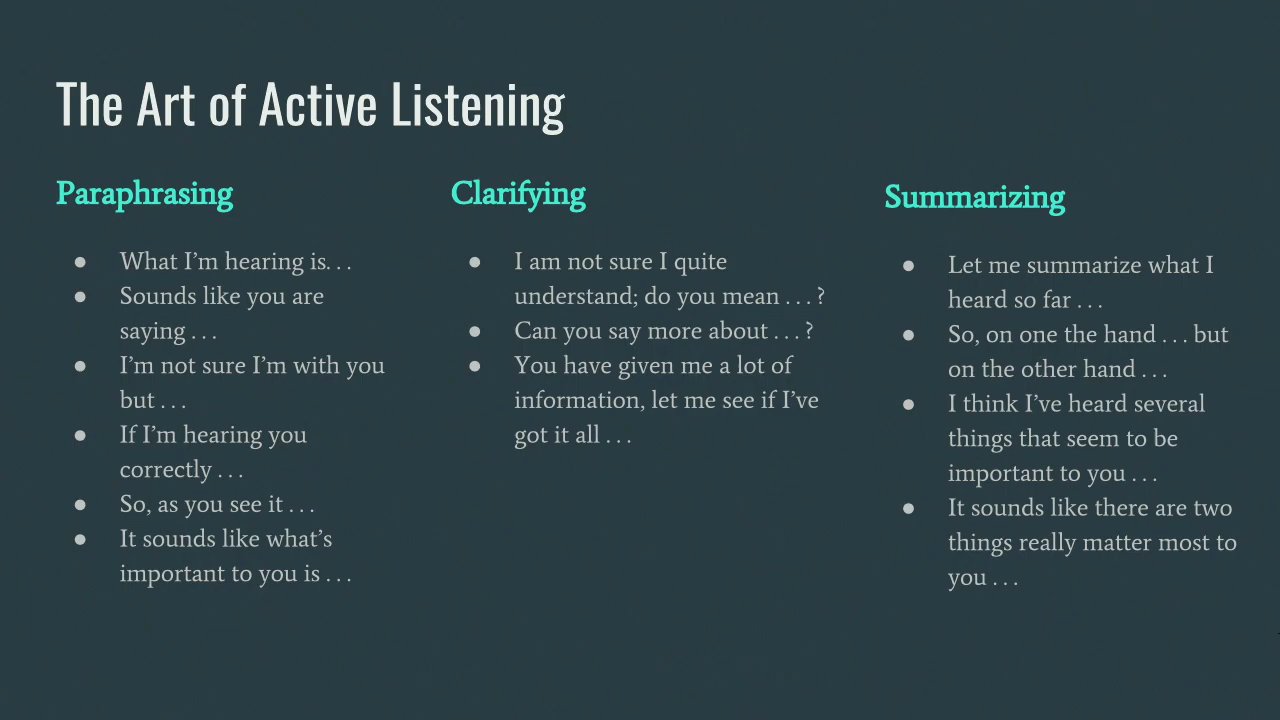 The Art of Active Listening
Paraphrasing
● What I’m hearing is. . .
● Sounds like you are
saying . . .
● I’m not sure I’m with you
but . . .
● If I’m hearing you
correctly . . .
● So, as you see it . . .
● It sounds like what’s
important to you is . . .
Clarifying
● I am not sure I quite
understand; do you mean . . . ?
● Can you say more about . . . ?
● You have given me a lot of
information, let me see if I’ve
got it all . . .
Summarizing
● Let me summarize what I
heard so far . . .
● So, on one the hand . . . but
on the other hand . . .
● I think I’ve heard several
things that seem to be
important to you . . .
● It sounds like there are two
things really matter most to
you . . .